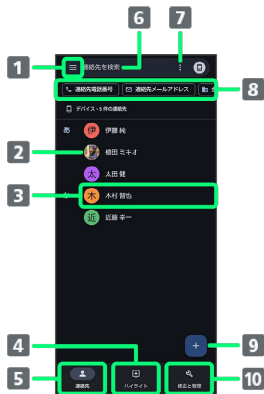 6
7
1
連絡先を検索
8
連絡先電話番号
連絡先メールアドレス
デバイス・5 件の連絡先
あ
伊
伊藤 純
2
植田 ミキオ
太
太田 健
3
か
木
木村 智也
近
近藤 幸一
4
9
5
連絡先
ハイライト
修正と管理
10